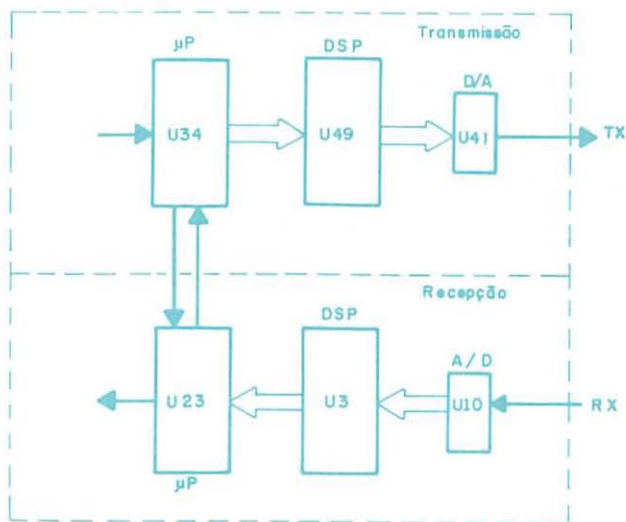 Transmissão
μP
DSP
D/A
U34
U49
U41
TX
Recepção
DSP
A/D
U23
U3
U10
RX
μP